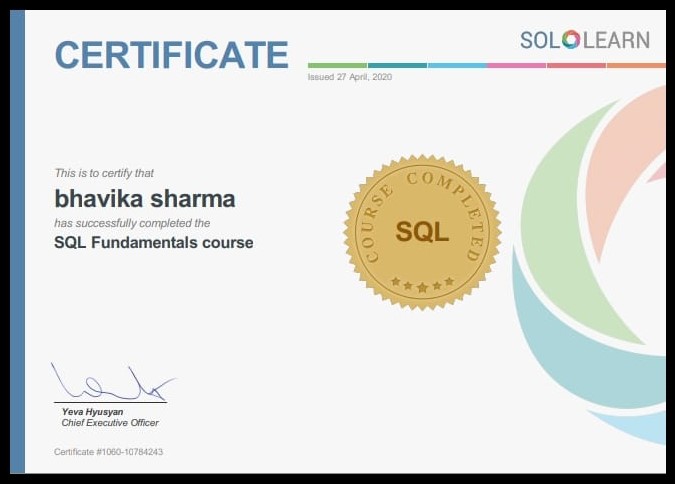 CERTIFICATE
SOLOLEARN
Issued 27 April, 2020
This is to certify that
bhavika sharma
has successfully completed the
SQL Fundamentals course
COURSE COMPLETED
SQL
Yeva Hyusyan
Chief Executive Officer
Certificate #1060-10784243